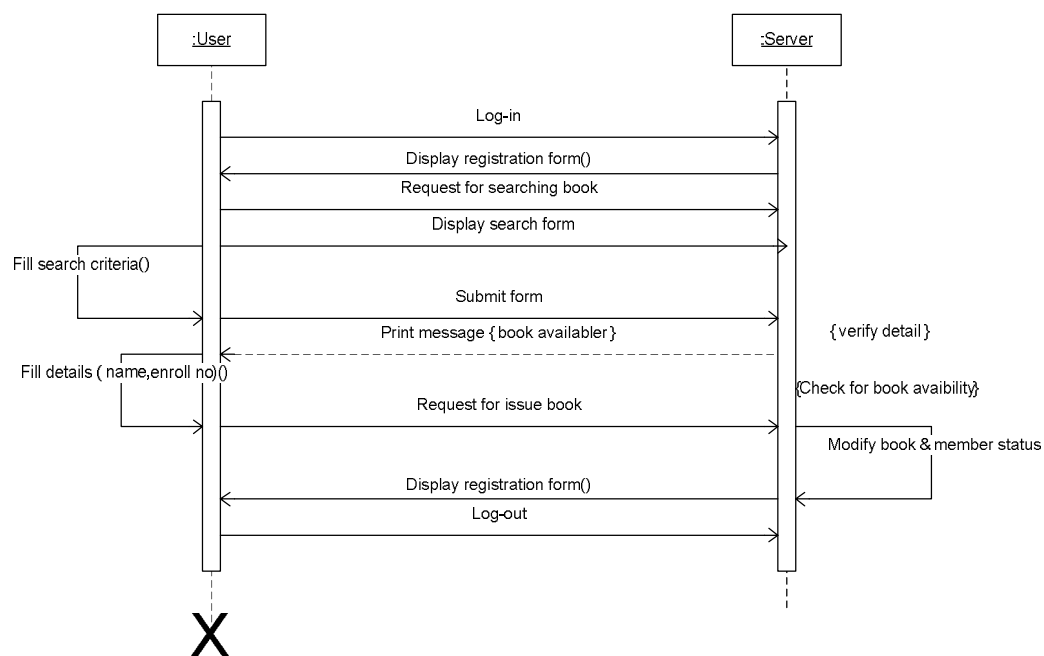 :User
:Server
Log-in
Display registration form()
Request for searching book
Display search form
Fill search criteria()
Submit form
Print message { book availabler }
{ verify detail }
Fill details ( name,enroll no)()
{Check for book avaibility}
Request for issue book
Modify book & member status
Display registration form()
Log-out